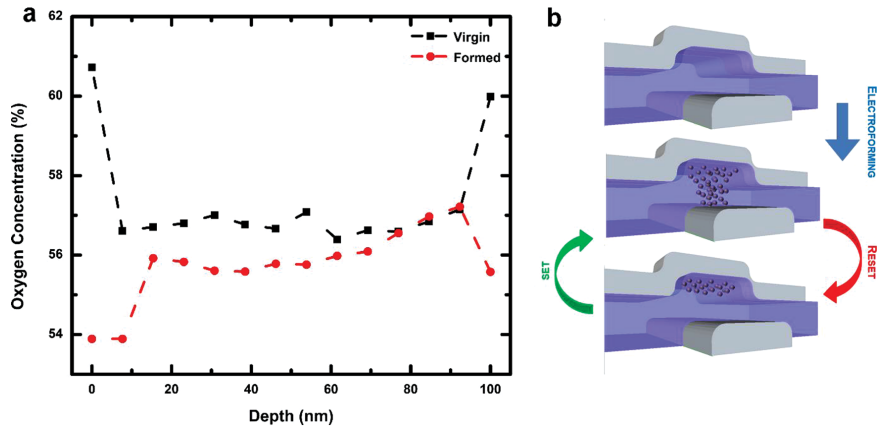 a
62
60
58
56
54
Oxygen Concentration (%)
Virgin
Formed
0
20
40
60
80
100
Depth (nm)
b
ELECTROFORMING
SET
RESET